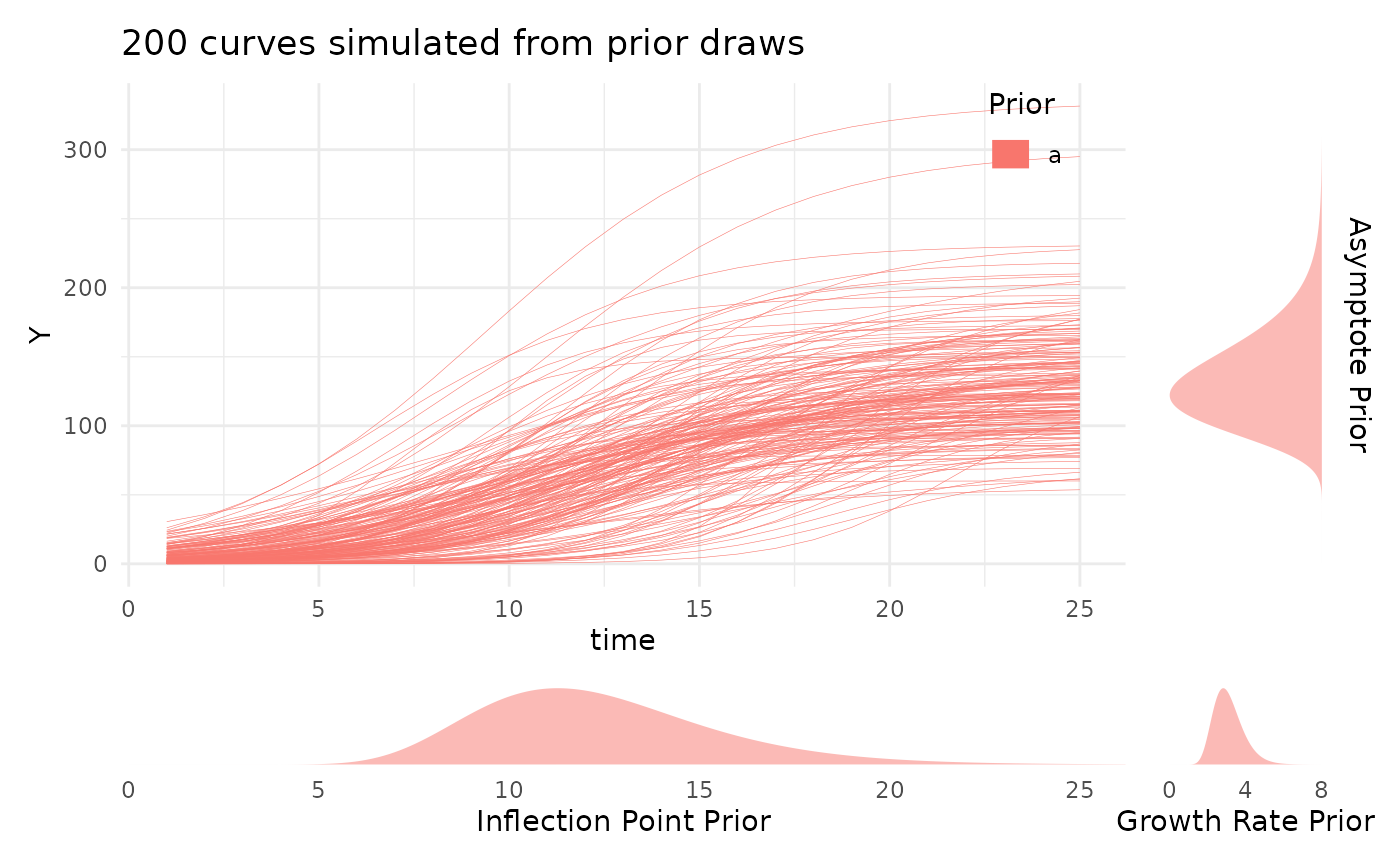 200 curves simulated from prior draws
Prior
a
300
200
100
0
Y
0 5 10 15 20 25
time
Asymptote Prior
0 5 10 15 20 25
Inflection Point Prior
0 4 8
Growth Rate Prior